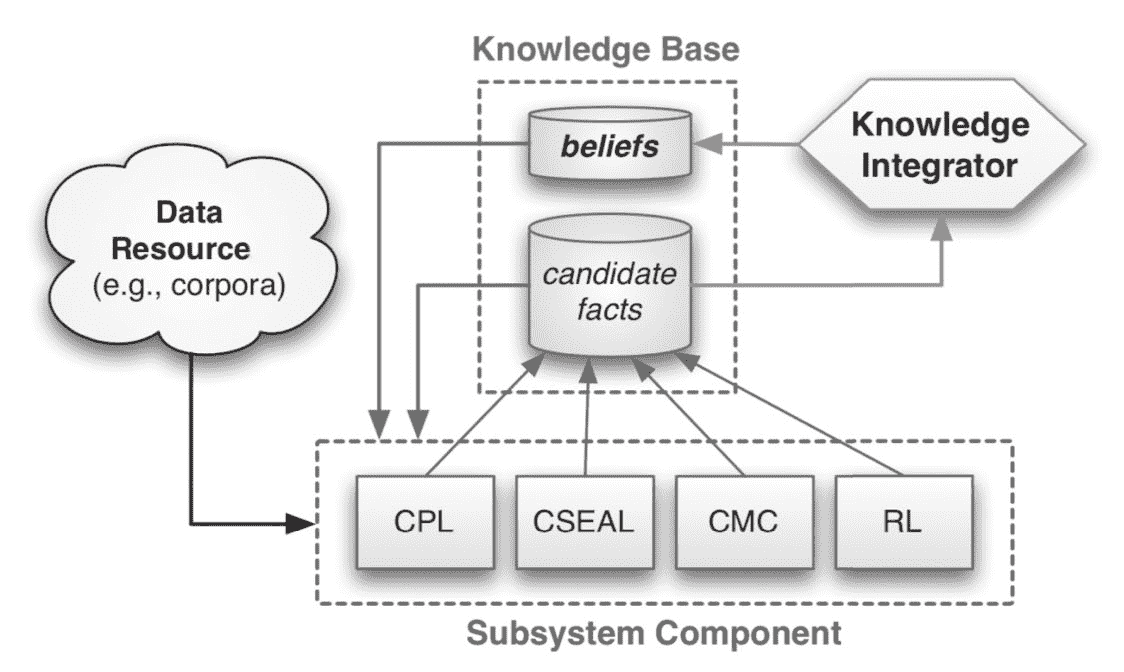 Knowledge Base
beliefs
Knowledge
Integrator
Data
Resource
(e.g., corpora)
candidate
facts
CPL
CSEAL
CMC
RL
Subsystem Component